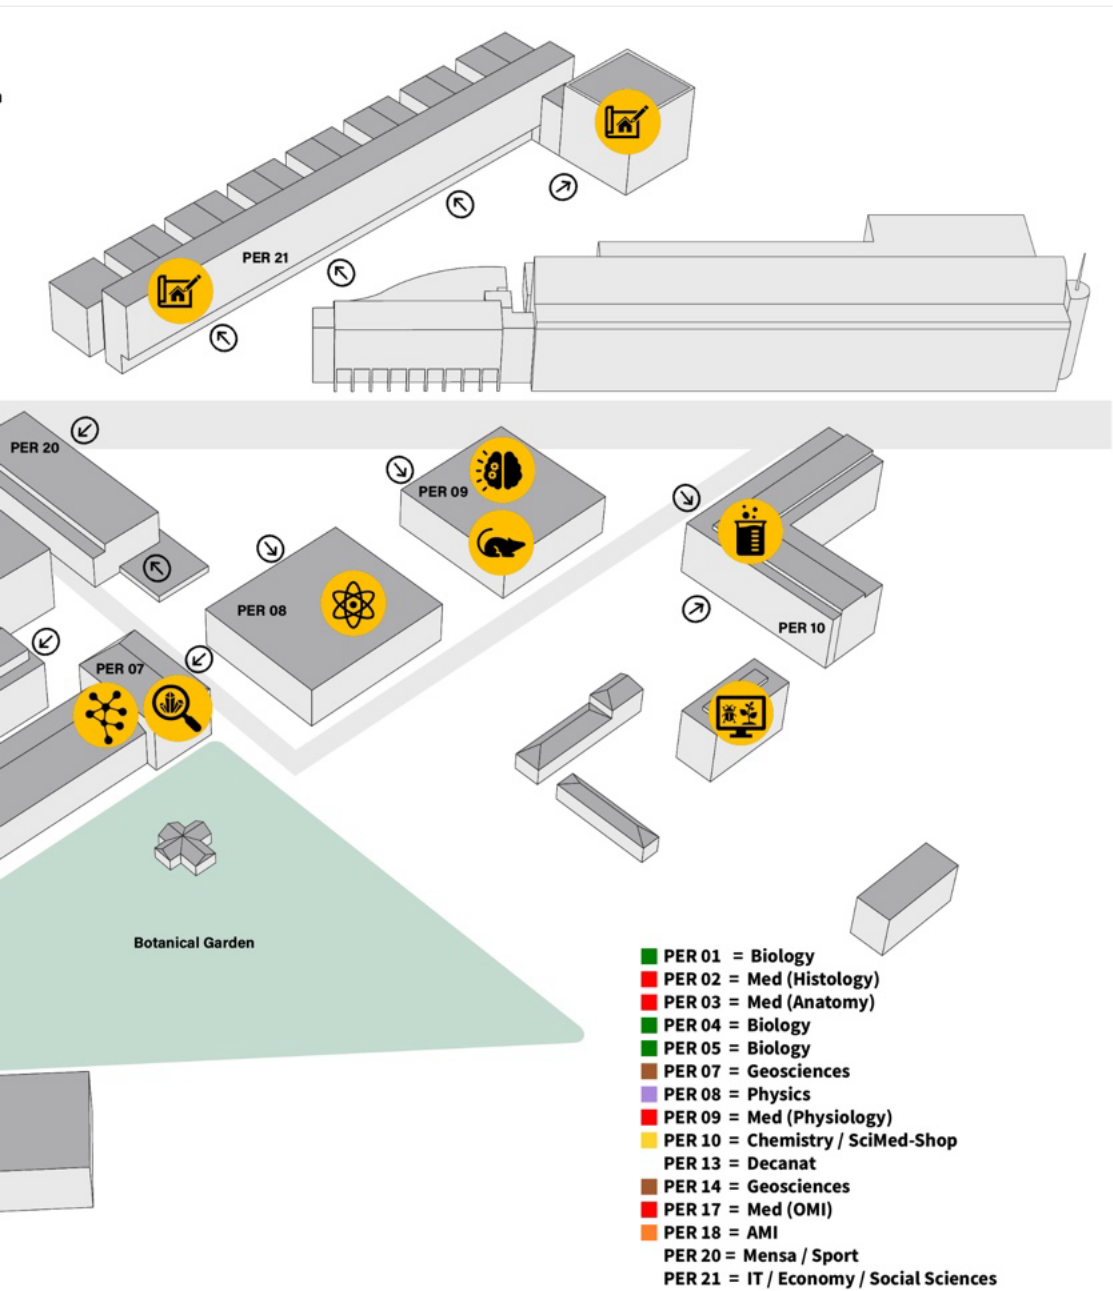 PER 21
PER 20
PER 09
PER 08
PER 10
PER 07
Botanical Garden
PER 01 = Biology
PER 02 = Med (Histology)
PER 03 = Med (Anatomy)
PER 04 = Biology
PER 05 = Biology
PER 07 = Geosciences
PER 08 = Physics
PER 09 = Med (Physiology)
PER 10 = Chemistry / SciMed-Shop
PER 13 = Decanat
PER 14 = Geosciences
PER 17 = Med (OMI)
PER 18 = AMI
PER 20 = Mensa / Sport
PER 21 = IT / Economy / Social Sciences